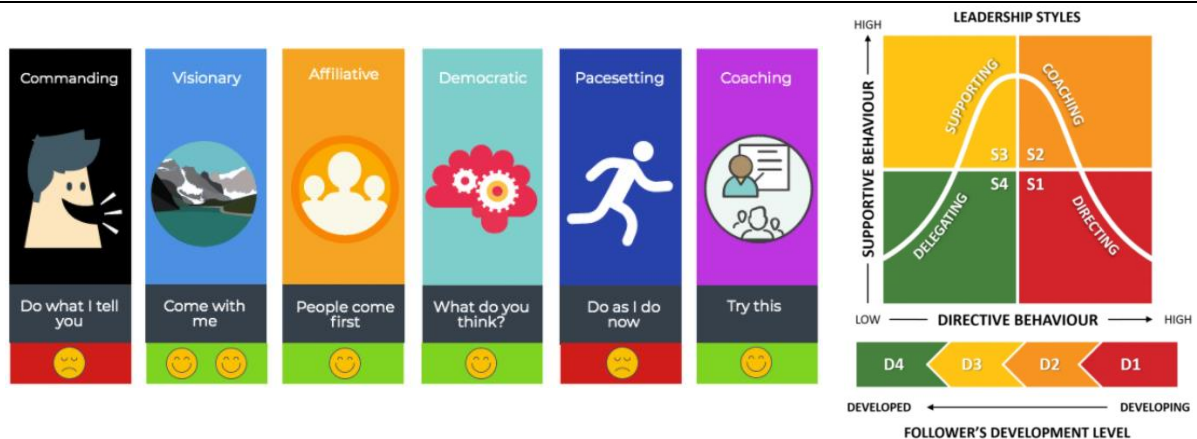 Commanding
Visionary
Affiliative
Democratic
Pacesetting
Coaching
Do what I tell
you
Come with
me
People come
first
What do you
think?
Do as I do
now
Try this
LEADERSHIP STYLES
HIGH
SUPPORTIVE BEHAVIOUR
SUPPORTING
COACHING
S3
S2
S4
S1
DELEGATING
DIRECTING
LOW
DIRECTIVE BEHAVIOUR
HIGH
D4
D3
D2
D1
DEVELOPED
DEVELOPING
FOLLOWER'S DEVELOPMENT LEVEL